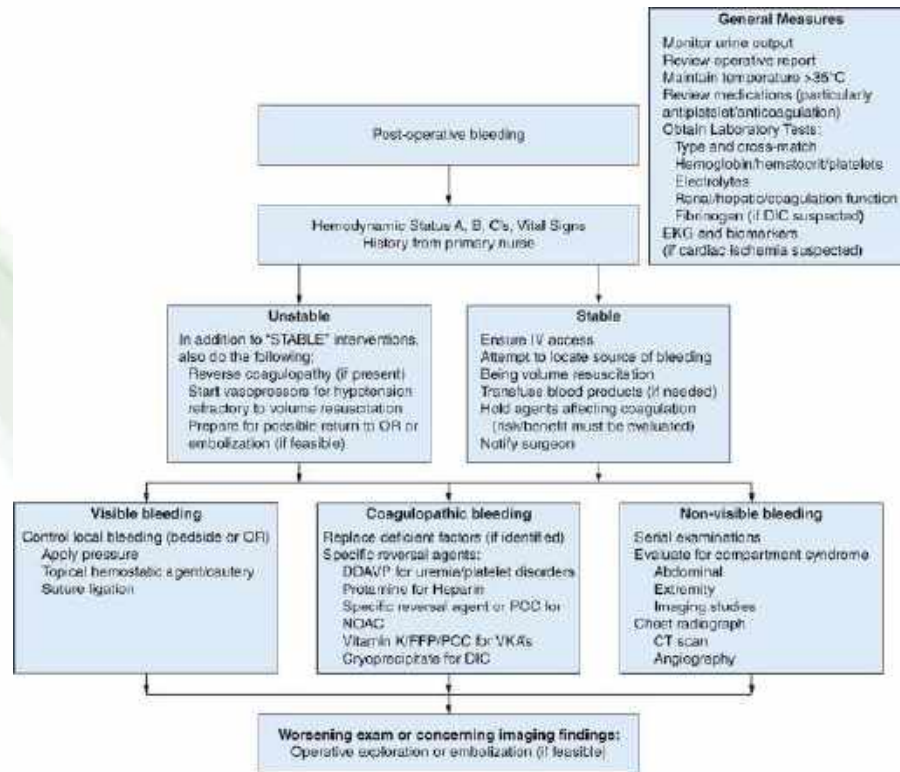 General Measures
Monitor urine output
Review operative report
Maintain temperature >35°C
Review medications (particularly
antiplatelet/anticoagulation)
Obtain Laboratory Tests:
Type and cross-match
Hemoglobin/hematocrit/platelets
Electrolytes
Renal/hepatic/coagulation function
Fibrinogen (if DIC suspected)
EKG and biomarkers
(if cardiac ischemia suspected)
Post-operative bleeding
Hemodynamic Status A, B, C's, Vital Signs
History from primary nurse
Unstable
In addition to "STABLE" interventions,
also do the following:
Reverse coagulopathy (if present)
Start vasopressors for hypotension
refractory to volume resuscitation
Prepare for possible return to OR or
embolization (if feasible)
Stable
Ensure IV access
Attempt to locate source of bleeding
Being volume resuscitation
Transfuse blood products (if needed)
Hold agents affecting coagulation
(risk/benefit must be evaluated)
Notify surgeon
Visible bleeding
Control local bleeding (bedside or OR)
Apply pressure
Topical hemostatic agent/cautery
Suture ligation
Coagulopathic bleeding
Replace deficient factors (if identified)
Specific reversal agents:
DDAVP for uremia/platelet disorders
Protamine for Heparin
Specific reversal agent or PCC for
NOAC
Vitamin K/FFP/PCC for VKA's
Cryoprecipitate for DIC
Non-visible bleeding
Serial examinations
Evaluate for compartment syndrome
Abdominal
Extremity
Imaging studies
Chest radiograph
CT scan
Angiography
Worsening exam or concerning imaging findings:
Operative exploration or embolization (if feasible)